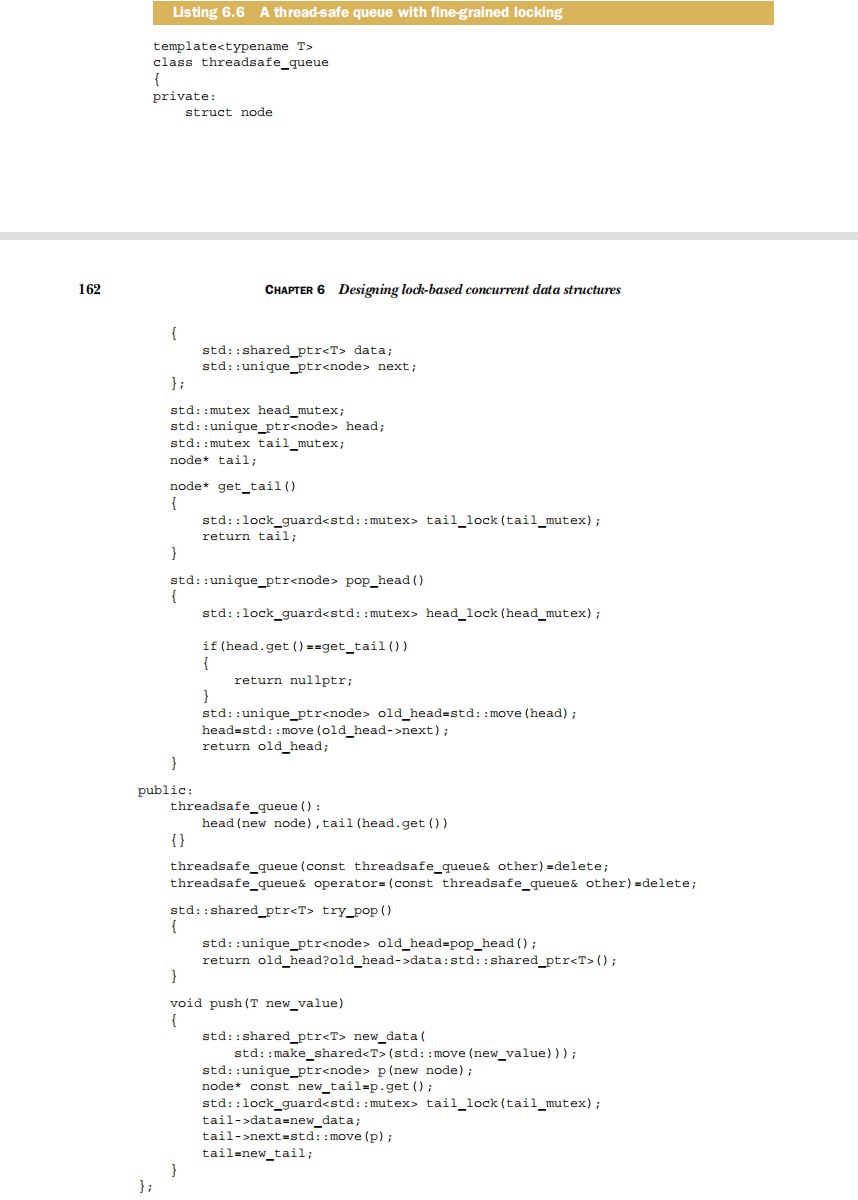 Listing 6.6 A thread-safe queue with fine-grained locking
template<typename T>
class threadsafe_queue
{
private:
    struct node
162 CHAPTER 6 Designing lock-based concurrent data structures
    {
        std::shared_ptr<T> data;
        std::unique_ptr<node> next;
    };
    std::mutex head_mutex;
    std::unique_ptr<node> head;
    std::mutex tail_mutex;
    node* tail;
    node* get_tail()
    {
        std::lock_guard<std::mutex> tail_lock(tail_mutex);
        return tail;
    }
    std::unique_ptr<node> pop_head()
    {
        std::lock_guard<std::mutex> head_lock(head_mutex);
        if(head.get()==get_tail())
        {
            return nullptr;
        }
        std::unique_ptr<node> old_head=std::move(head);
        head=std::move(old_head->next);
        return old_head;
    }
public:
    threadsafe_queue():
        head(new node),tail(head.get())
    {}
    threadsafe_queue(const threadsafe_queue& other)=delete;
    threadsafe_queue& operator=(const threadsafe_queue& other)=delete;
    std::shared_ptr<T> try_pop()
    {
        std::unique_ptr<node> old_head=pop_head();
        return old_head?old_head->data:std::shared_ptr<T>();
    }
    void push(T new_value)
    {
        std::shared_ptr<T> new_data(
            std::make_shared<T>(std::move(new_value)));
        std::unique_ptr<node> p(new node);
        node* const new_tail=p.get();
        std::lock_guard<std::mutex> tail_lock(tail_mutex);
        tail->data=new_data;
        tail->next=std::move(p);
        tail=new_tail;
    }
};